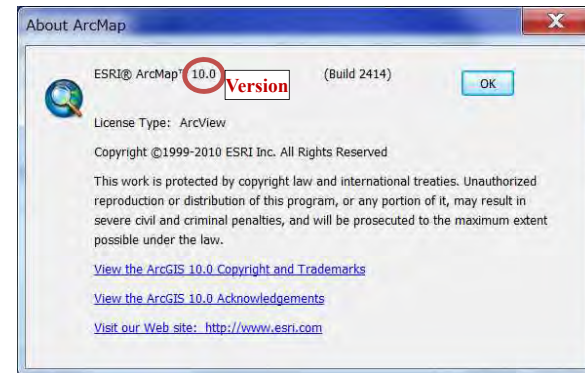 About ArcMap
X
ESRI® ArcMap™ 10.0 Version (Build 2414) OK
License Type: ArcView
Copyright ©1999-2010 ESRI Inc. All Rights Reserved
This work is protected by copyright law and international treaties. Unauthorized
reproduction or distribution of this program, or any portion of it, may result in
severe civil and criminal penalties, and will be prosecuted to the maximum extent
possible under the law.
View the ArcGIS 10.0 Copyright and Trademarks
View the ArcGIS 10.0 Acknowledgements
Visit our Web site: http://www.esri.com